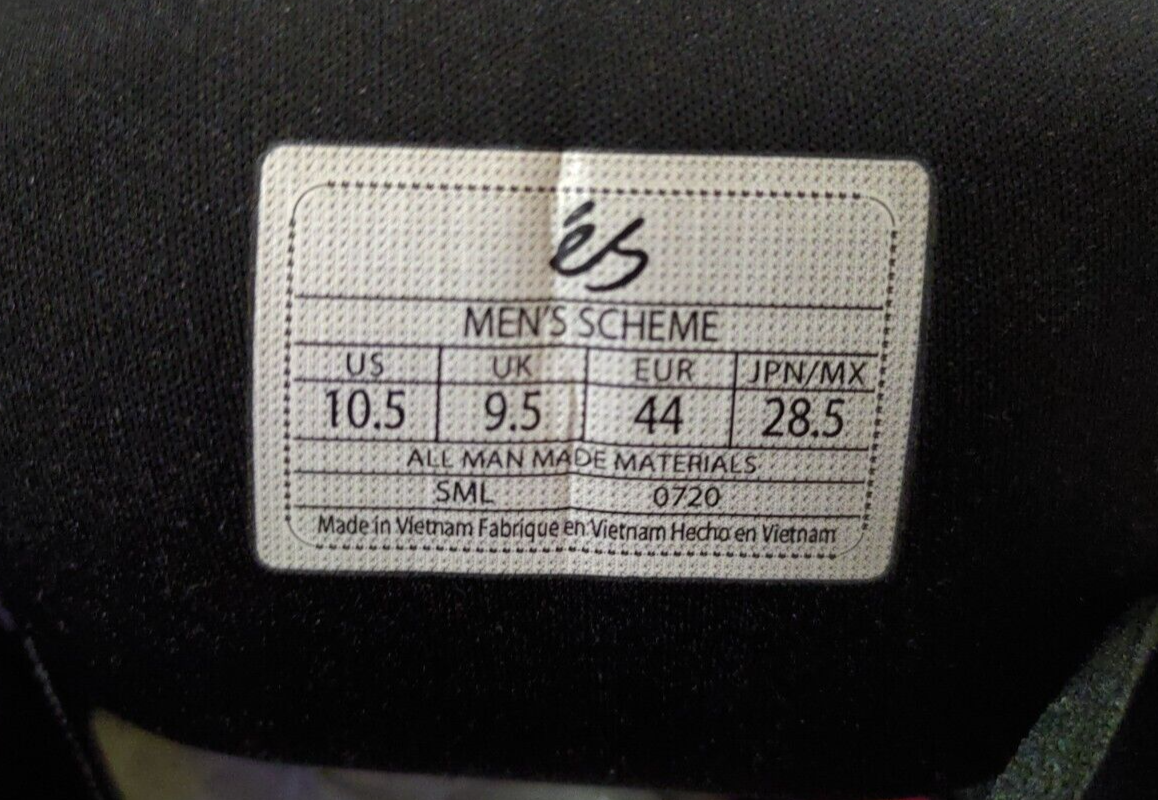 és
MEN'S SCHEME
US UK EUR JPN/MX
10.5 9.5 44 28.5
ALL MAN MADE MATERIALS
SML 0720
Made in Vietnam Fabrique en Vietnam Hecho en Vietnam